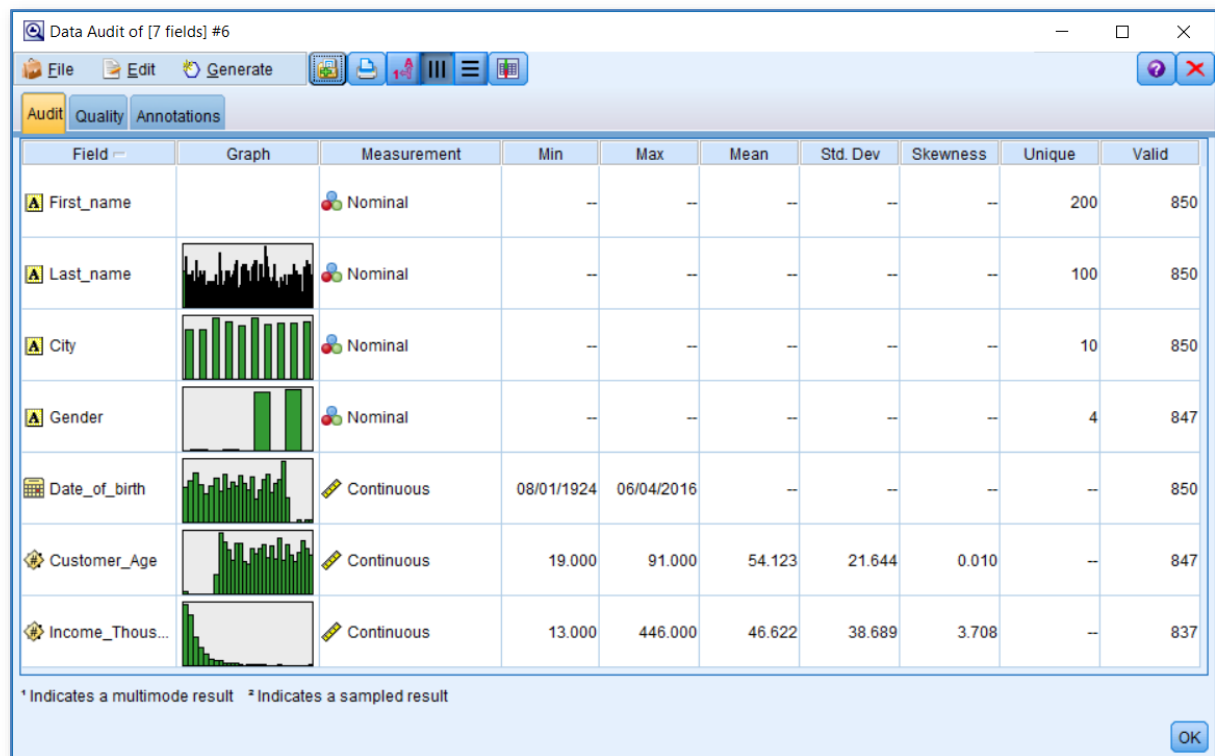 Data Audit of [7 fields] #6
File Edit Generate
Audit Quality Annotations
Field Graph Measurement Min Max Mean Std. Dev Skewness Unique Valid
A First_name Nominal -- -- -- -- -- 200 850
A Last_name Nominal -- -- -- -- -- 100 850
A City Nominal -- -- -- -- -- 10 850
A Gender Nominal -- -- -- -- -- 4 847
Date_of_birth Continuous 08/01/1924 06/04/2016 -- -- -- -- 850
# Customer_Age Continuous 19.000 91.000 54.123 21.644 0.010 -- 847
# Income_Thous... Continuous 13.000 446.000 46.622 38.689 3.708 -- 837
¹ Indicates a multimode result ² Indicates a sampled result
OK